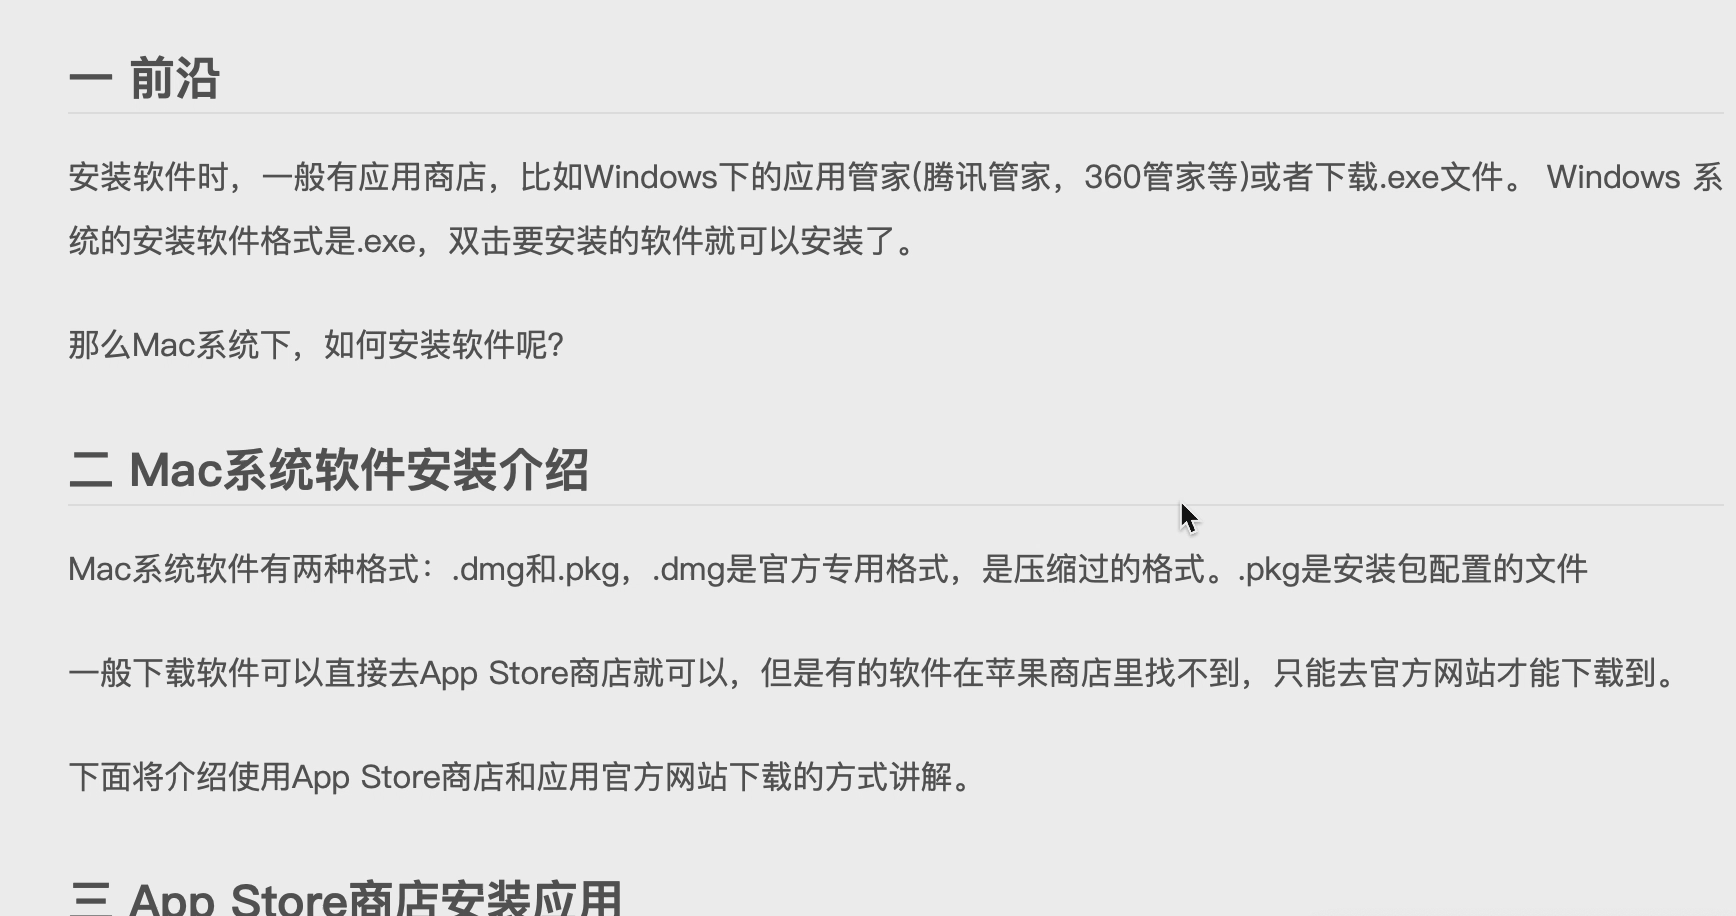 一 前沿
安装软件时，一般有应用商店，比如Windows下的应用管家(腾讯管家，360管家等)或者下载.exe文件。 Windows 系
统的安装软件格式是.exe，双击要安装的软件就可以安装了。
那么Mac系统下，如何安装软件呢?
二 Mac系统软件安装介绍
Mac系统软件有两种格式：.dmg和.pkg，.dmg是官方专用格式，是压缩过的格式。.pkg是安装包配置的文件
一般下载软件可以直接去App Store商店就可以，但是有的软件在苹果商店里找不到，只能去官方网站才能下载到。
下面将介绍使用App Store商店和应用官方网站下载的方式讲解。
三 App Store商店安装应用